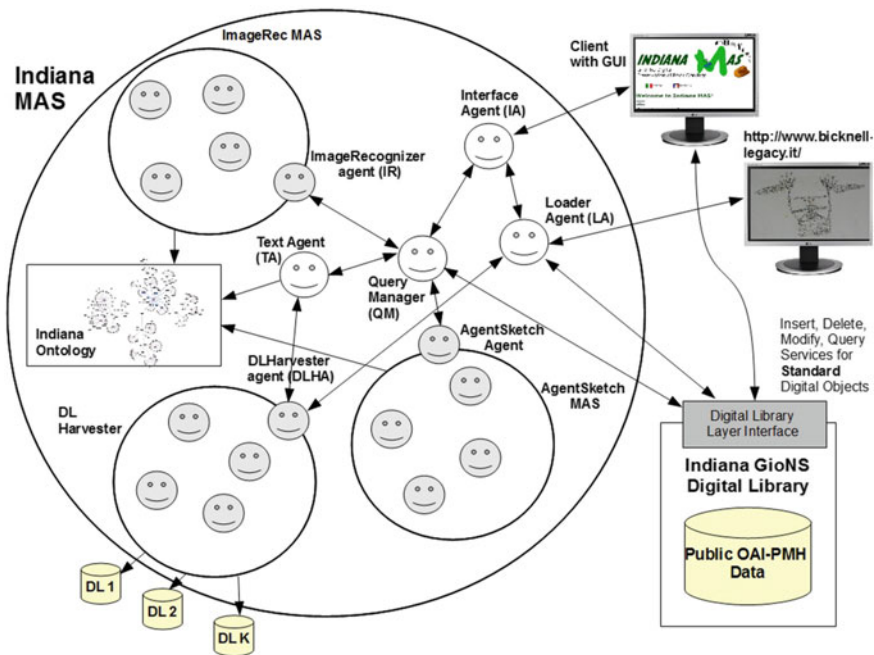 ImageRec MAS
Indiana
MAS
Client
with GUI
INDIANA MAS
Welcome to Indiana MAS!
Interface
Agent (IA)
http://www.bicknell-
legacy.it/
ImageRecognizer
agent (IR)
Loader
Agent (LA)
Text Agent
(TA)
Query
Manager
(QM)
Indiana
Ontology
AgentSketch
Agent
Insert, Delete,
Modify, Query
Services for
Standard
Digital Objects
DLHarvester
agent (DLHA)
AgentSketch
MAS
DL
Harvester
Digital Library
Layer Interface
Indiana GioNS
Digital Library
Public OAI-PMH
Data
DL 1
DL 2
DL K